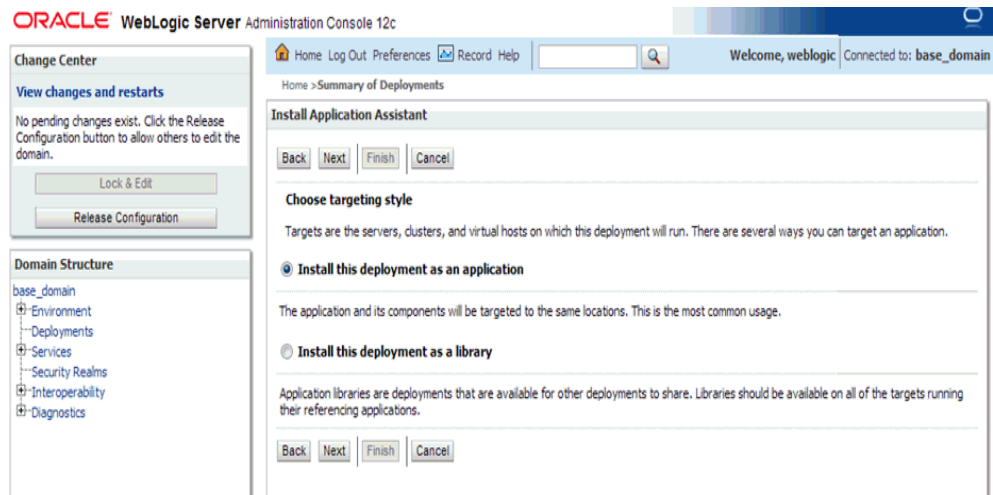 ORACLE WebLogic Server Administration Console 12c
Change Center
View changes and restarts
No pending changes exist. Click the Release
Configuration button to allow others to edit the
domain.
Lock & Edit
Release Configuration
Domain Structure
base_domain
Environment
Deployments
Services
Security Realms
Interoperability
Diagnostics
Home Log Out Preferences Record Help
Welcome, weblogic Connected to: base_domain
Home >Summary of Deployments
Install Application Assistant
Back Next Finish Cancel
Choose targeting style
Targets are the servers, clusters, and virtual hosts on which this deployment will run. There are several ways you can target an application.
Install this deployment as an application
The application and its components will be targeted to the same locations. This is the most common usage.
Install this deployment as a library
Application libraries are deployments that are available for other deployments to share. Libraries should be available on all of the targets running
their referencing applications.
Back Next Finish Cancel